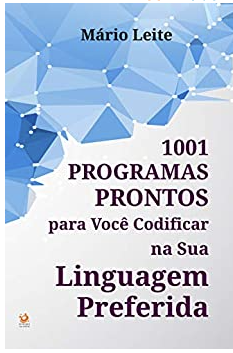 Mário Leite
1001
PROGRAMAS
PRONTOS
para Você Codificar
na Sua
Linguagem
Preferida